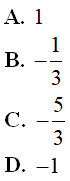 A. 1
B. -1/3
C. -5/3
D. -1